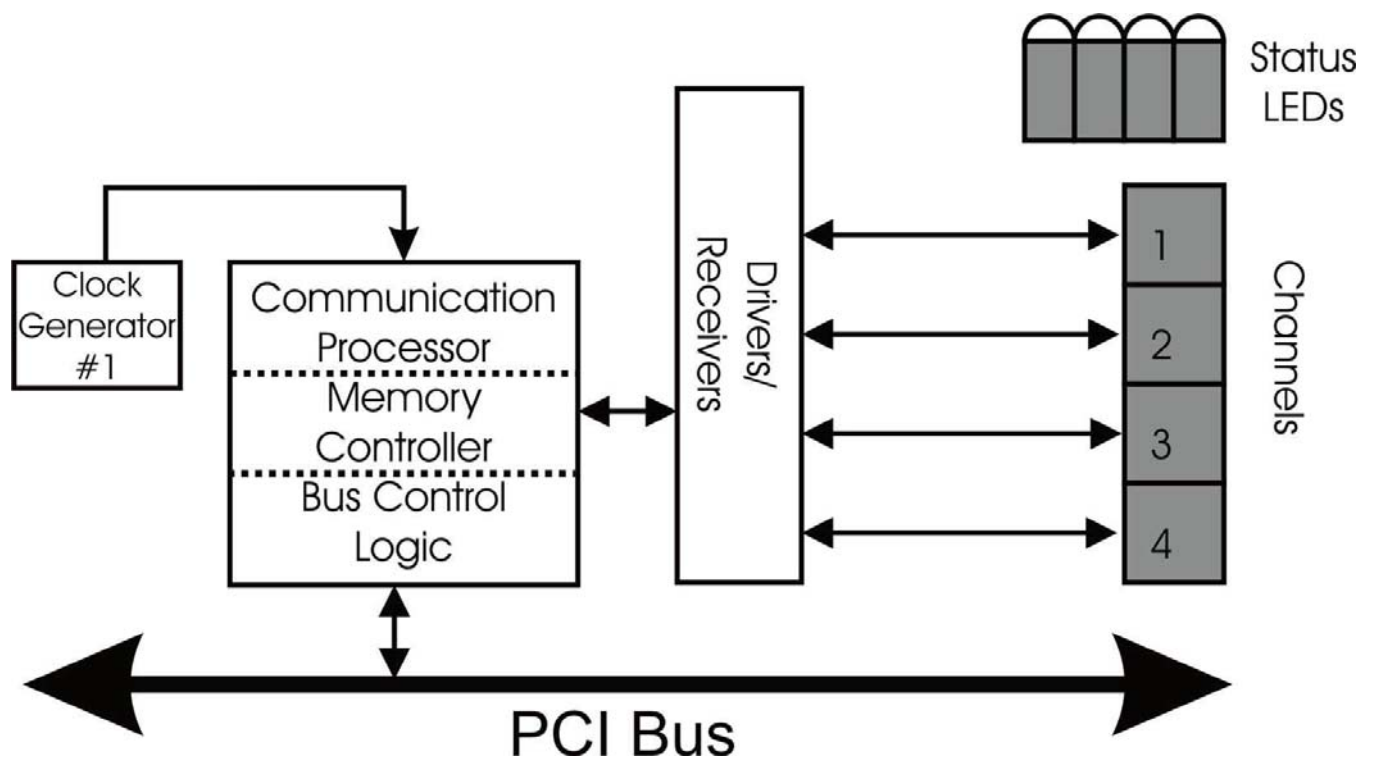 Status
LEDs
Clock
Generator
#1
Communication
Processor
Memory
Controller
Bus Control
Logic
Drivers/
Receivers
1
2
3
4
Channels
PCI Bus